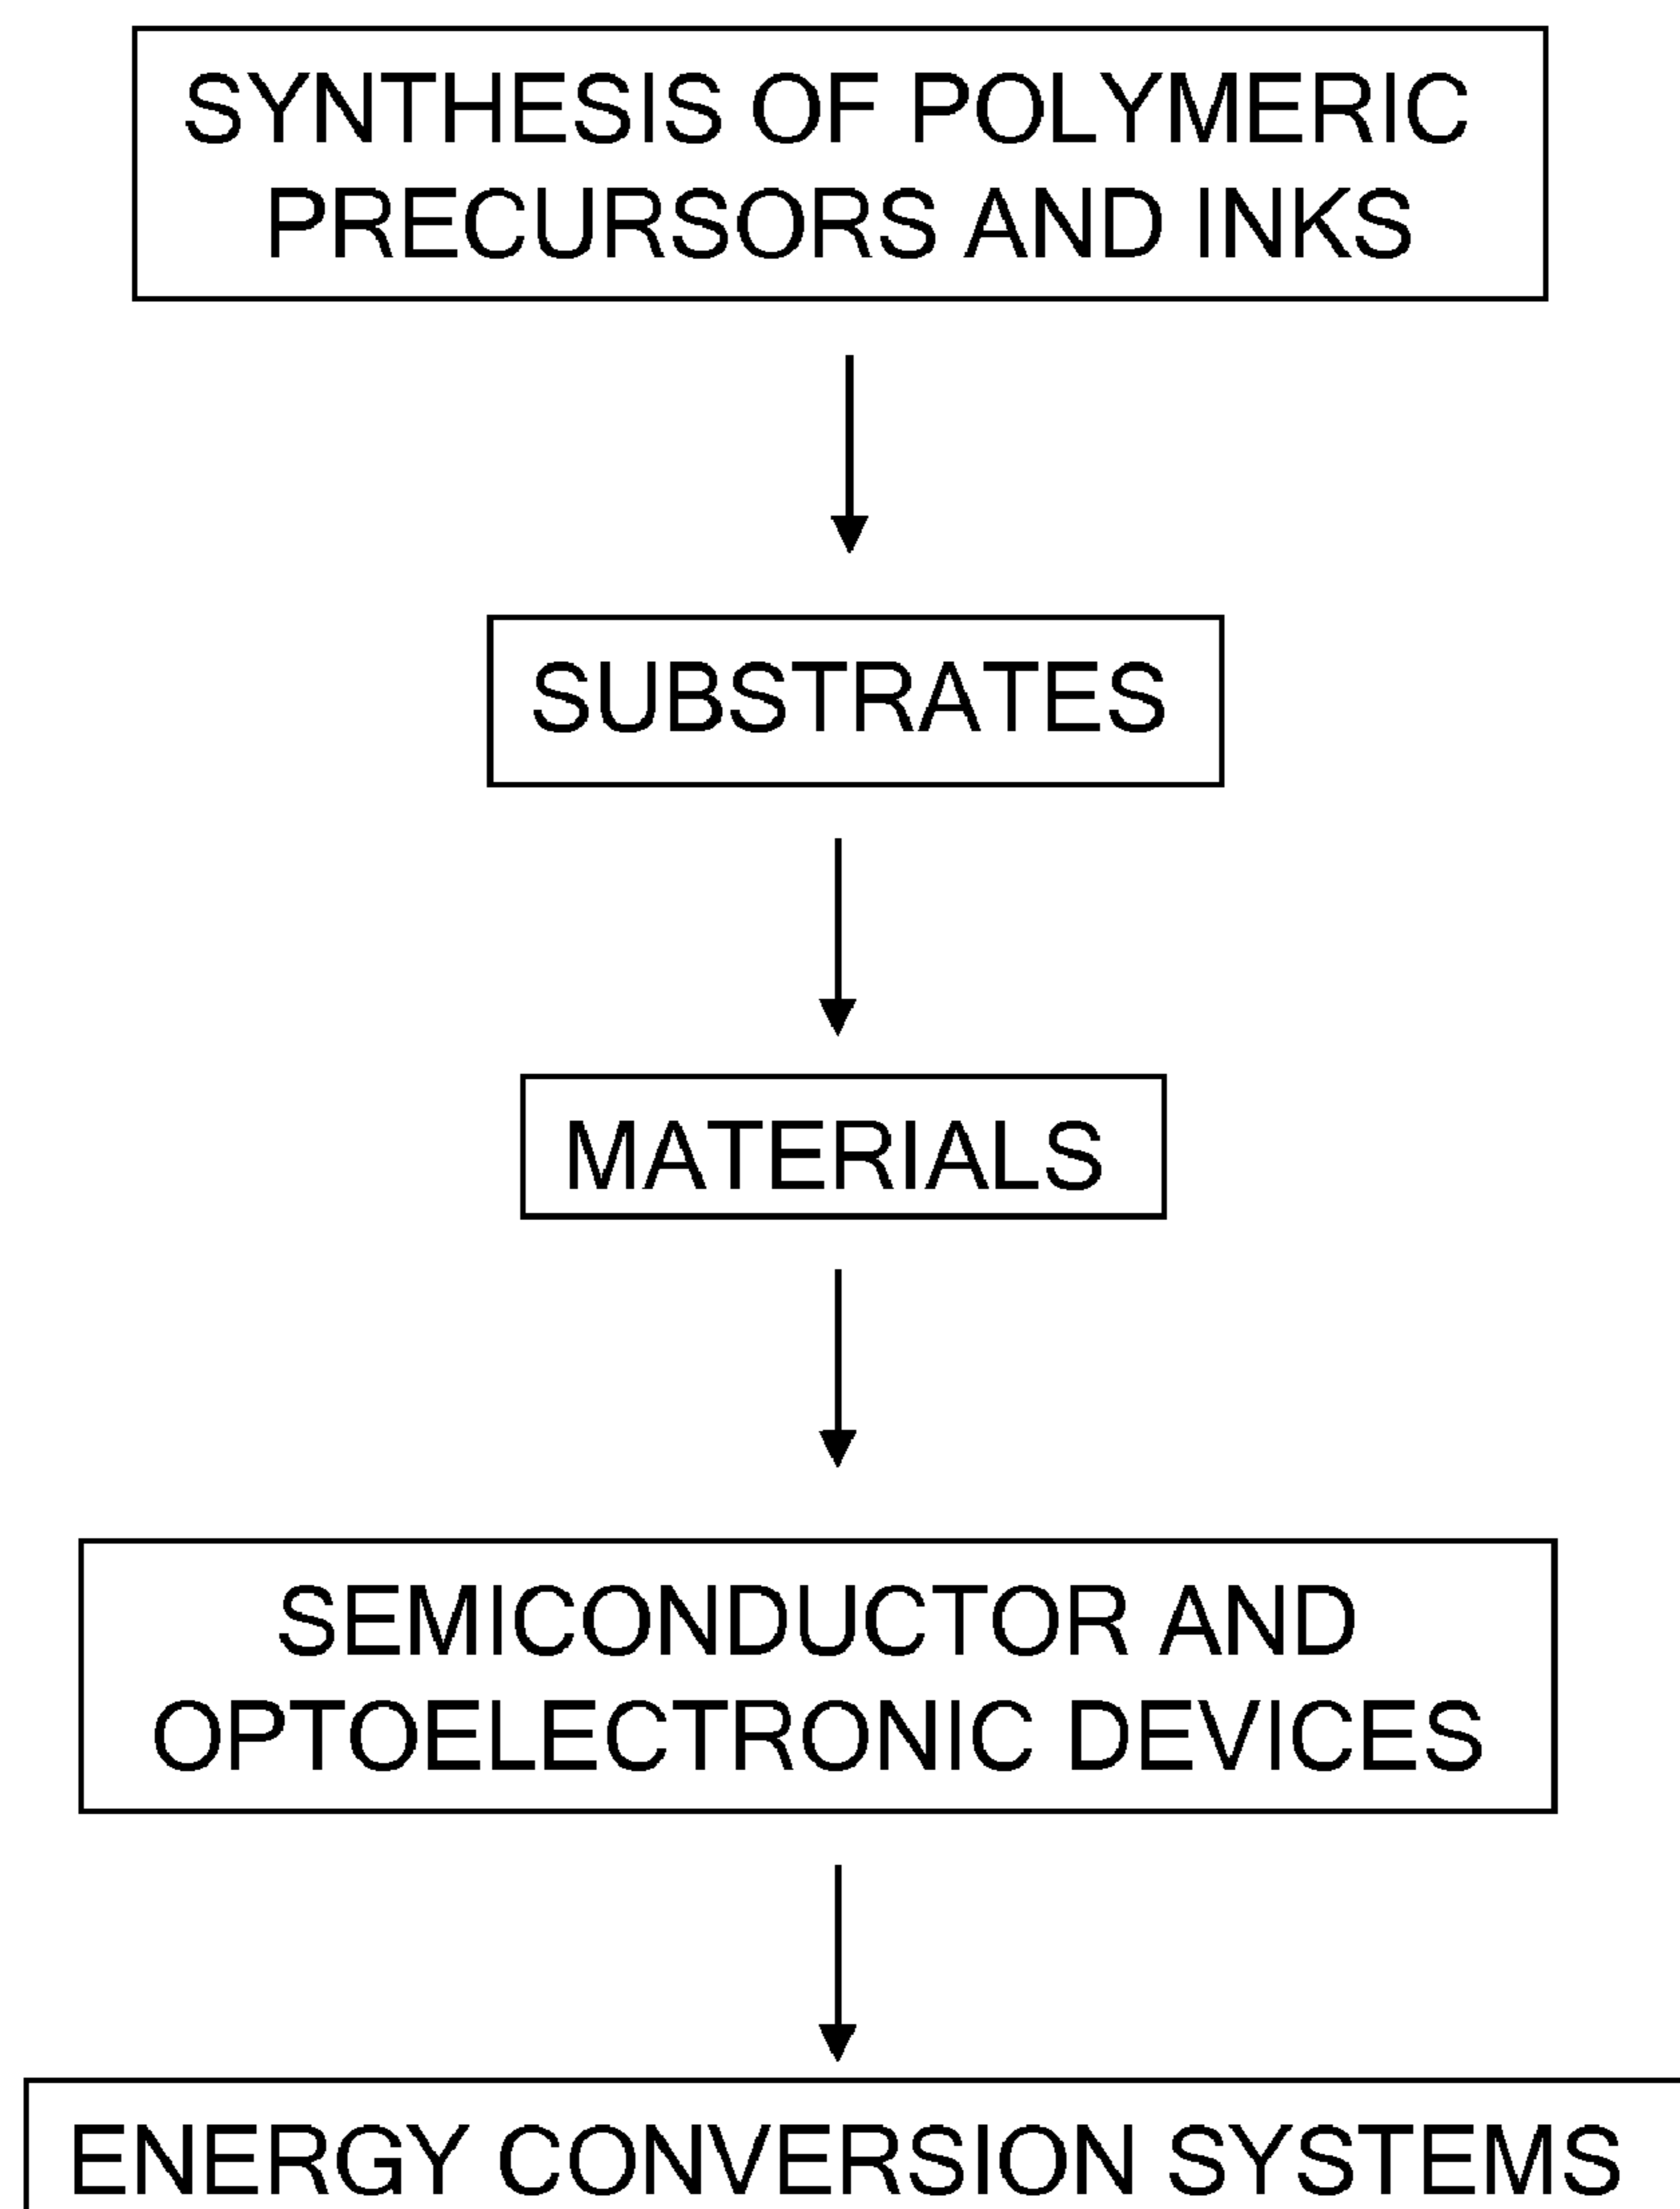 SYNTHESIS OF POLYMERIC
PRECURSORS AND INKS
SUBSTRATES
MATERIALS
SEMICONDUCTOR AND
OPTOELECTRONIC DEVICES
ENERGY CONVERSION SYSTEMS